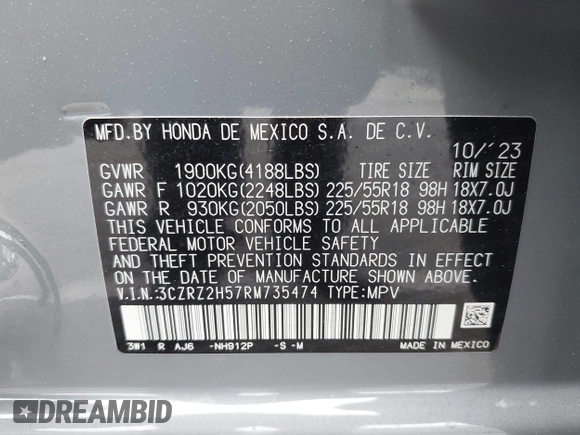 MFD.BY HONDA DE MEXICO S.A. DE C.V.
10/'23
GVWR 1900KG(4188LBS) TIRE SIZE RIM SIZE
GAWR F 1020KG(2248LBS) 225/55R18 98H 18X7.0J
GAWR R 930KG(2050LBS) 225/55R18 98H 18X7.0J
THIS VEHICLE CONFORMS TO ALL APPLICABLE
FEDERAL MOTOR VEHICLE SAFETY
AND THEFT PREVENTION STANDARDS IN EFFECT
ON THE DATE OF MANUFACTURE SHOWN ABOVE.
V.I.N.:3CZRZ2H57RM735474 TYPE:MPV
3W1 R AJ6 -NH912P -S -M MADE IN MEXICO
DREAMBID